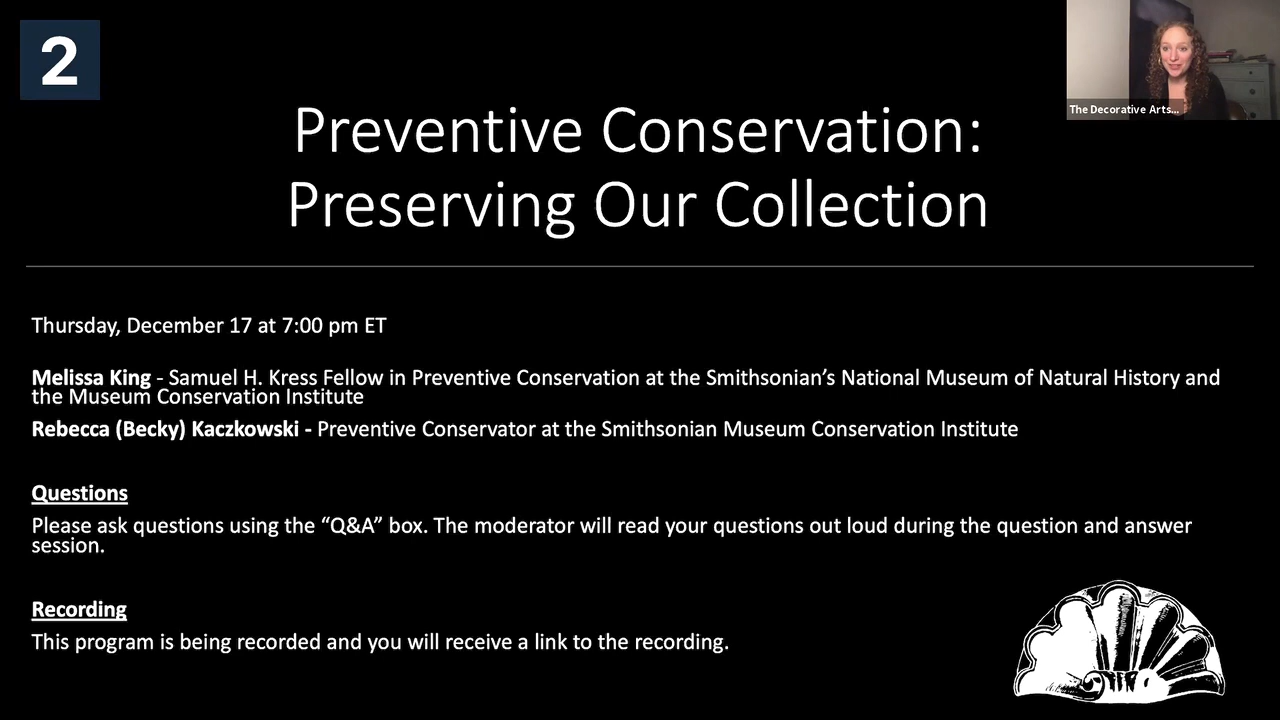 2
The Decorative Arts...
Preventive Conservation:
Preserving Our Collection
Thursday, December 17 at 7:00 pm ET
Melissa King - Samuel H. Kress Fellow in Preventive Conservation at the Smithsonian’s National Museum of Natural History and
the Museum Conservation Institute
Rebecca (Becky) Kaczkowski - Preventive Conservator at the Smithsonian Museum Conservation Institute
Questions
Please ask questions using the “Q&A” box. The moderator will read your questions out loud during the question and answer
session.
Recording
This program is being recorded and you will receive a link to the recording.